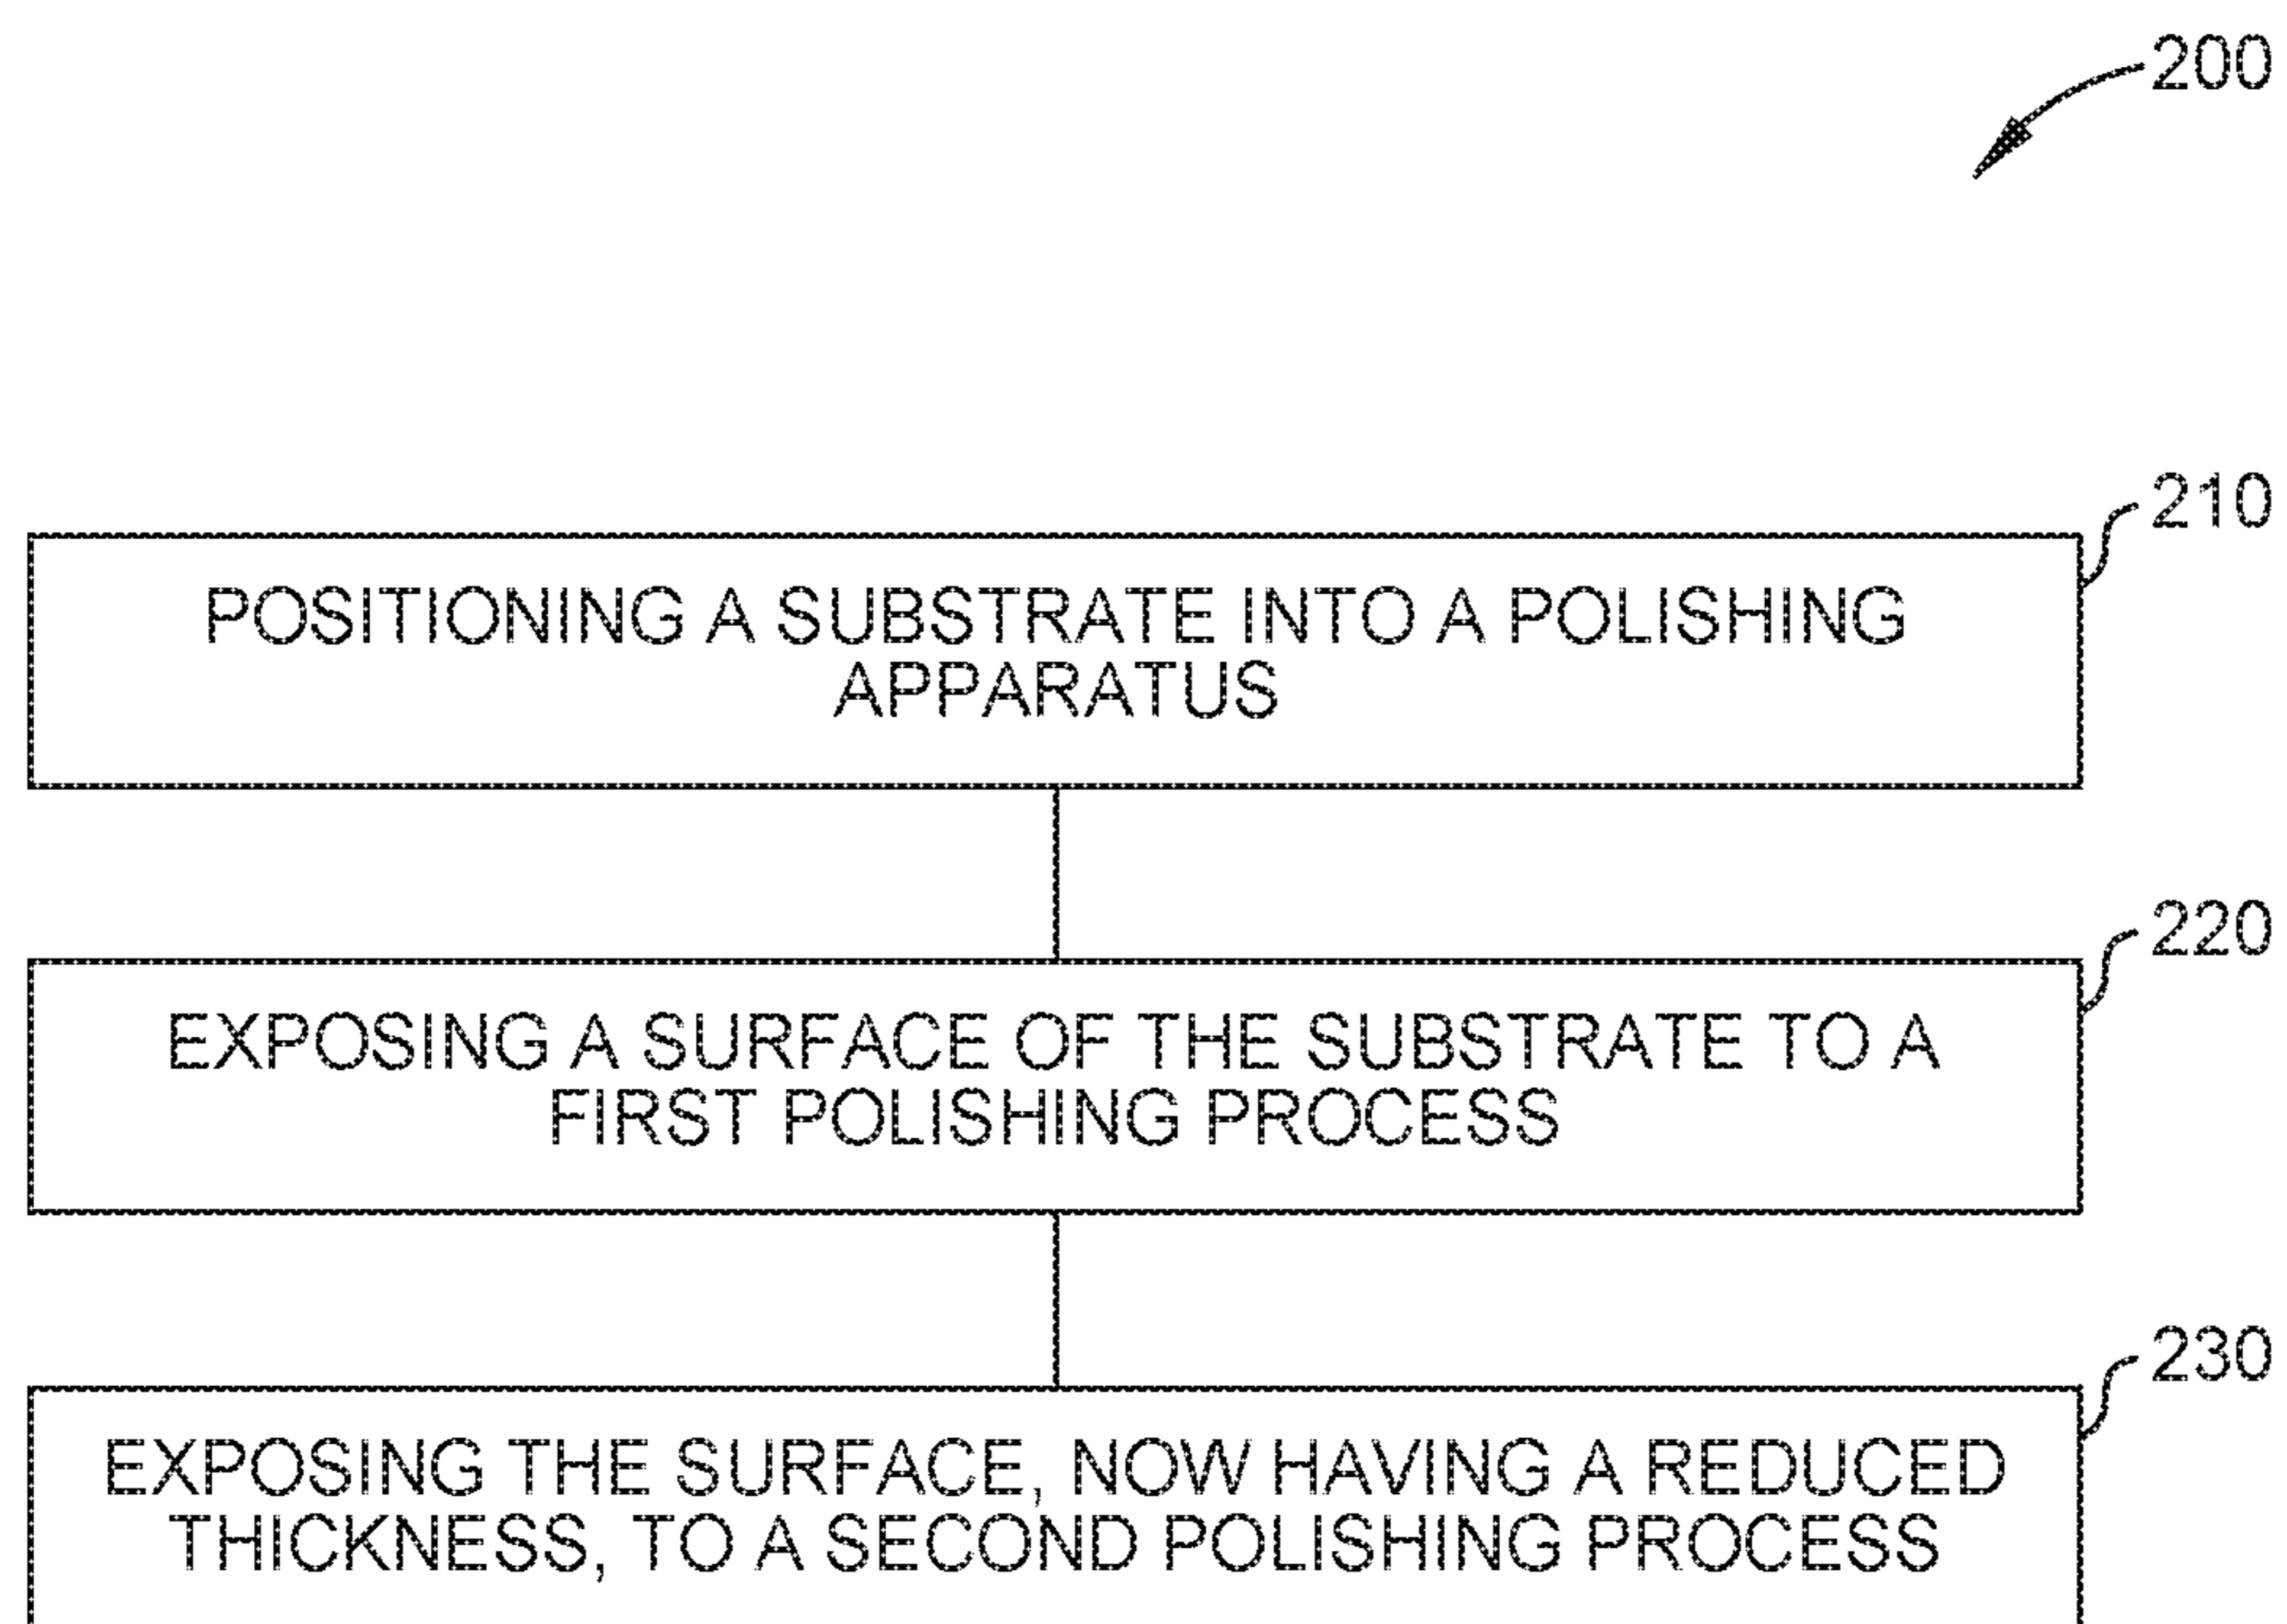 200
210
POSITIONING A SUBSTRATE INTO A POLISHING
APPARATUS
220
EXPOSING A SURFACE OF THE SUBSTRATE TO A
FIRST POLISHING PROCESS
230
EXPOSING THE SURFACE, NOW HAVING A REDUCED
THICKNESS, TO A SECOND POLISHING PROCESS